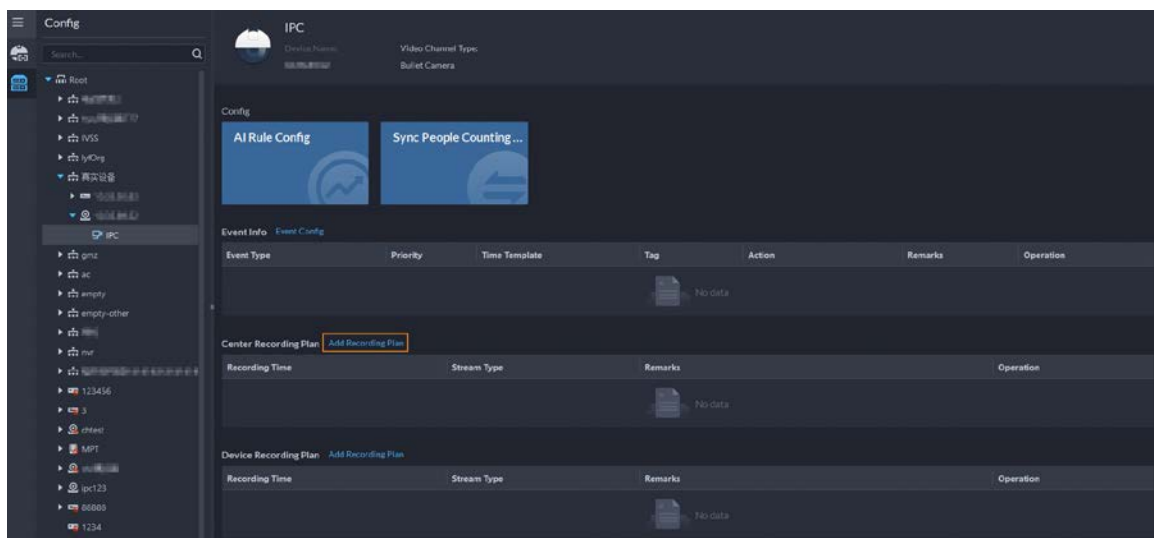 Config
IPC
Device Name:
Video Channel Type:
Search...
Bullet Camera
Root
Config
IVSS
AI Rule Config
Sync People Counting ...
lyfOrg
真实设备
IPC
Event Info Event Config
gmz
Event Type Priority Time Template Tag Action Remarks Operation
ac
empty
No data
empty-other
Center Recording Plan Add Recording Plan
nvr
Recording Time Stream Type Remarks Operation
123456
No data
3
chtest
MPT
Device Recording Plan Add Recording Plan
Recording Time Stream Type Remarks Operation
ipc123
86888
No data
1234